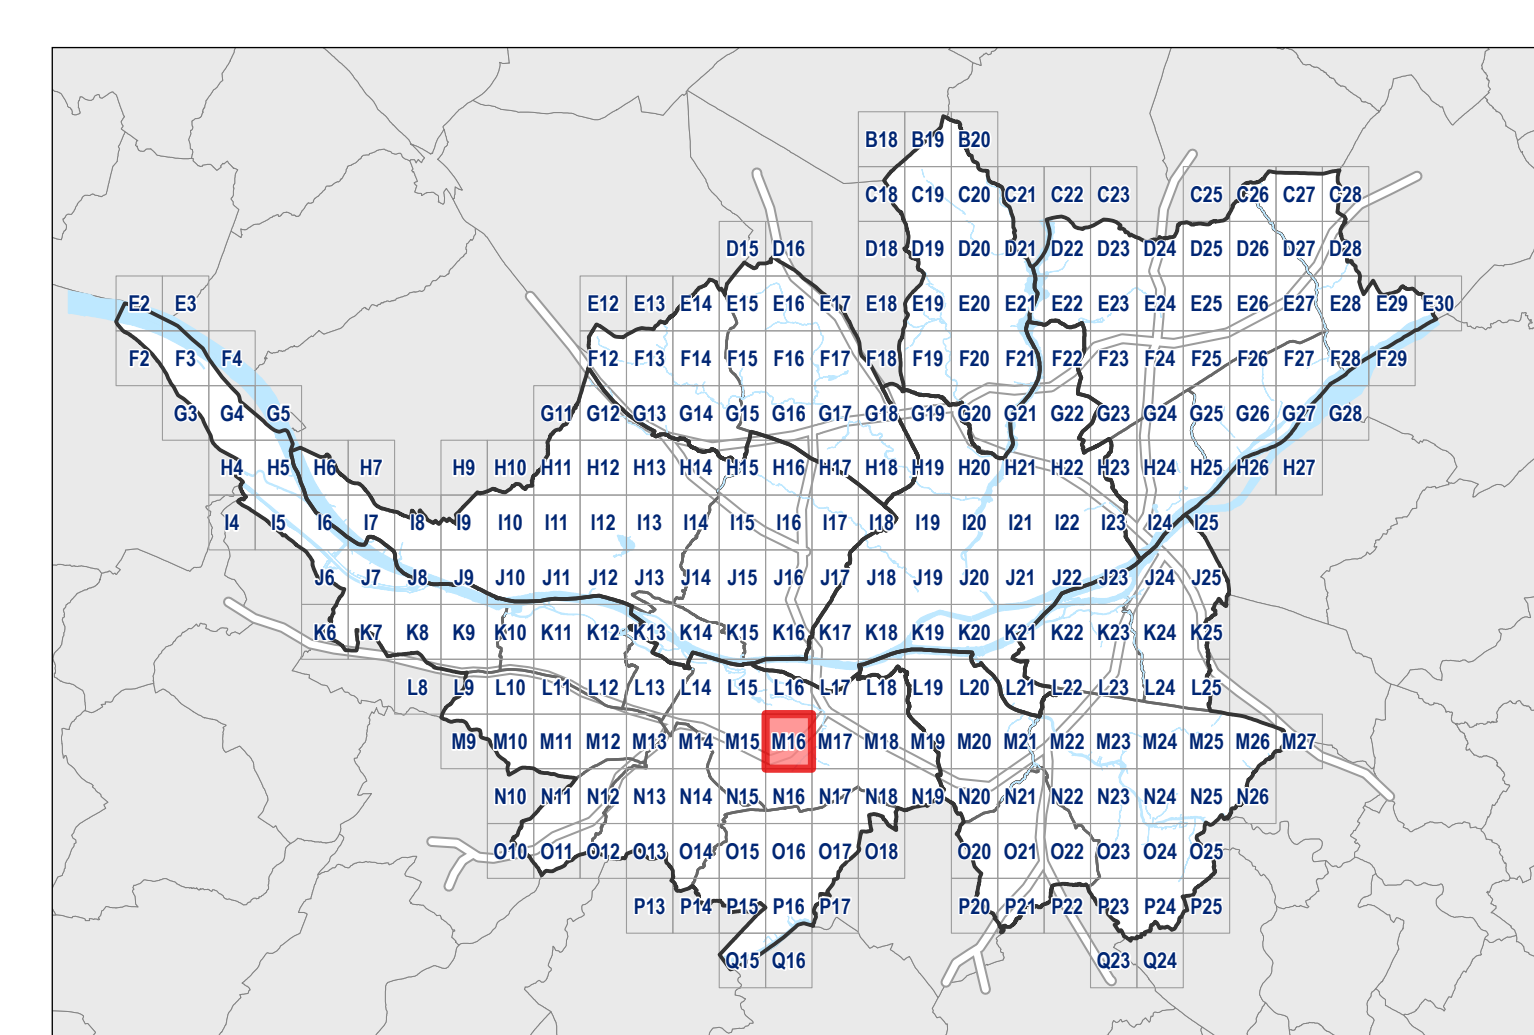 B18 B19 B20
C18 C19 C20 C21 C22 C23 C25 C26 C27 C28
D15 D16 D18 D19 D20 D21 D22 D23 D24 D25 D26 D27 D28
E2 E3 E12 E13 E14 E15 E16 E17 E18 E19 E20 E21 E22 E23 E24 E25 E26 E27 E28 E29 E30
F2 F3 F4 F12 F13 F14 F15 F16 F17 F18 F19 F20 F21 F22 F23 F24 F25 F26 F27 F28 F29
G3 G4 G5 G11 G12 G13 G14 G15 G16 G17 G18 G19 G20 G21 G22 G23 G24 G25 G26 G27 G28
H4 H5 H6 H7 H9 H10 H11 H12 H13 H14 H15 H16 H17 H18 H19 H20 H21 H22 H23 H24 H25 H26 H27
I4 I5 I6 I7 I8 I9 I10 I11 I12 I13 I14 I15 I16 I17 I18 I19 I20 I21 I22 I23 I24 I25
J6 J7 J8 J9 J10 J11 J12 J13 J14 J15 J16 J17 J18 J19 J20 J21 J22 J23 J24 J25
K6 K7 K8 K9 K10 K11 K12 K13 K14 K15 K16 K17 K18 K19 K20 K21 K22 K23 K24 K25
L8 L9 L10 L11 L12 L13 L14 L15 L16 L17 L18 L19 L20 L21 L22 L23 L24 L25
M9 M10 M11 M12 M13 M14 M15 M16 M17 M18 M19 M20 M21 M22 M23 M24 M25 M26 M27
N10 N11 N12 N13 N14 N15 N16 N17 N18 N19 N20 N21 N22 N23 N24 N25 N26
O10 O11 O12 O13 O14 O15 O16 O17 O18 O20 O21 O22 O23 O24 O25
P13 P14 P15 P16 P17 P20 P21 P22 P23 P24 P25
Q15 Q16 Q23 Q24